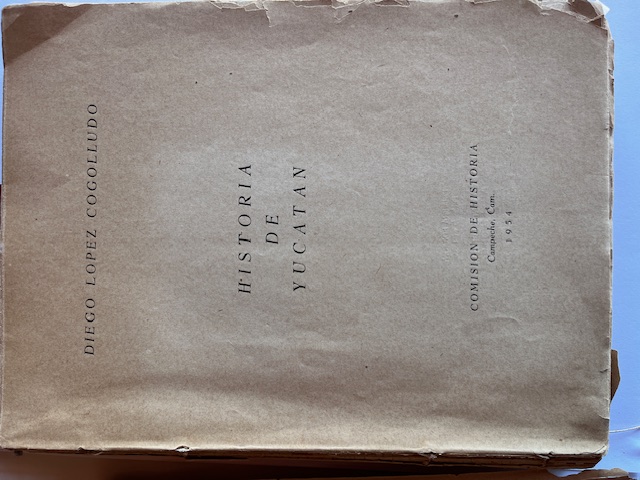 DIEGO LOPEZ COGOLLUDO
HISTORIA
DE
YUCATAN
COMISION DE HISTORIA
Campeche, Cam.
1954